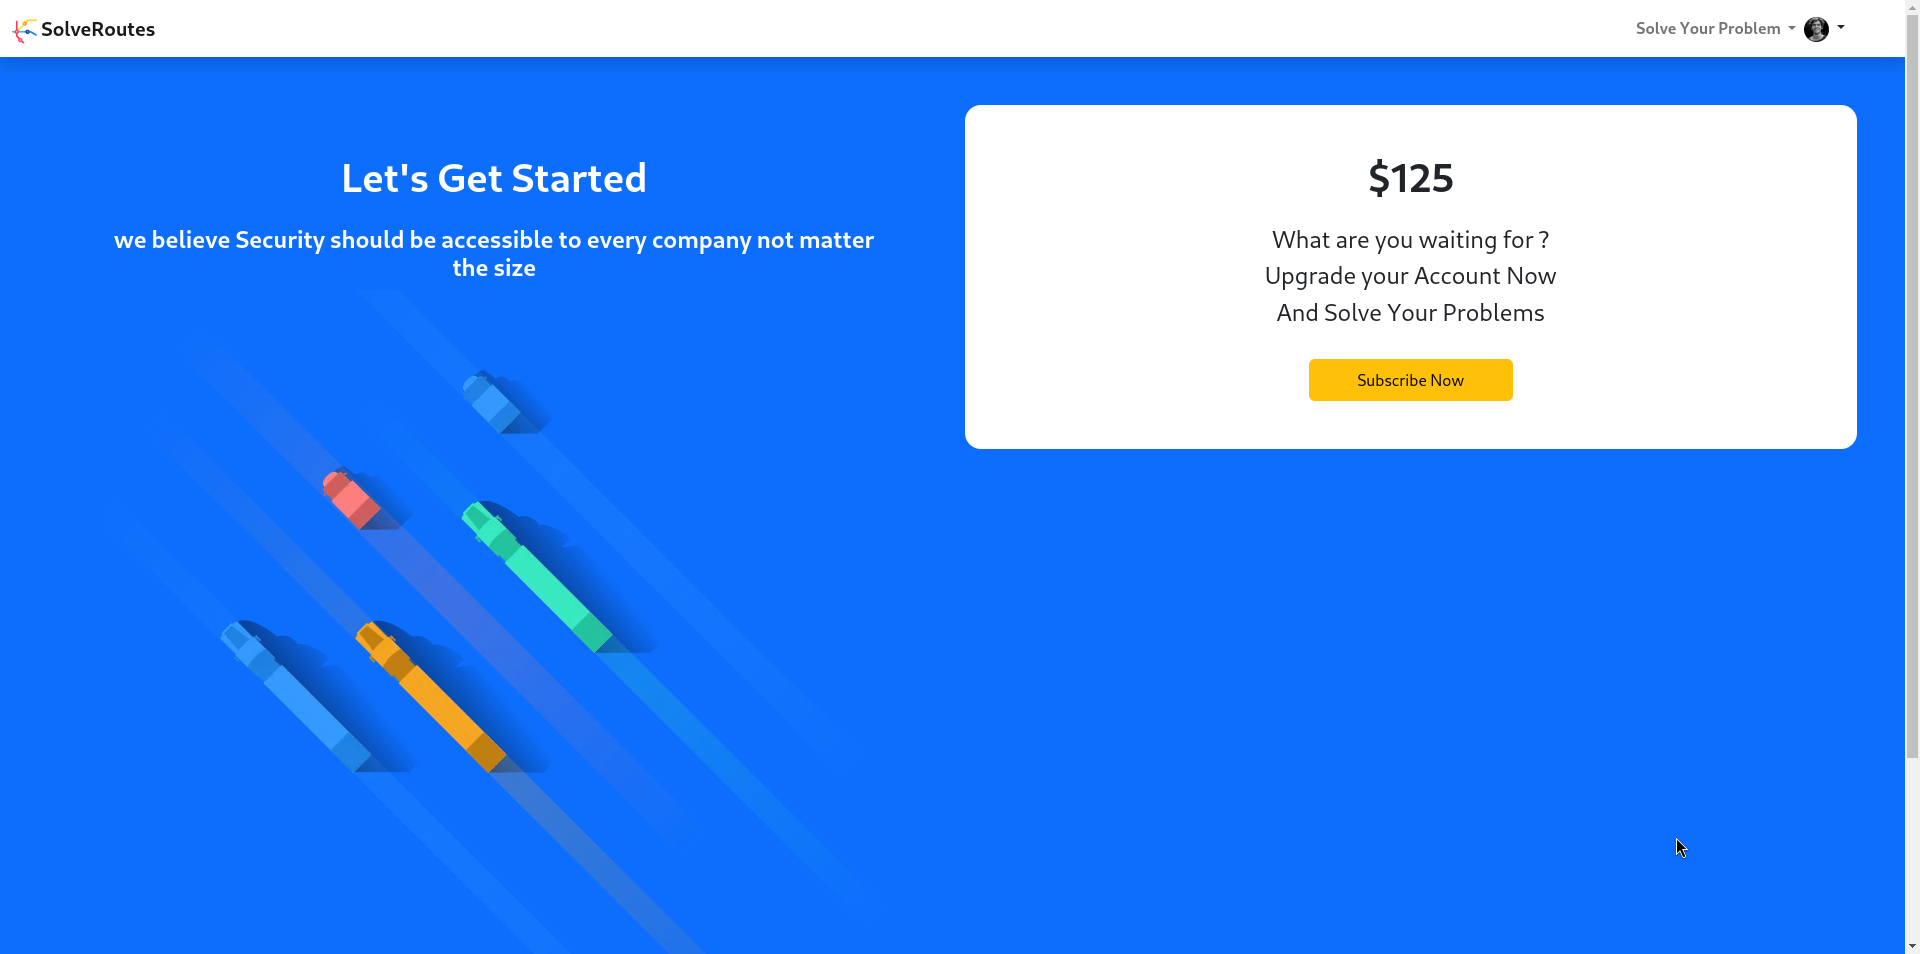 SolveRoutes
Solve Your Problem
Let's Get Started
we believe Security should be accessible to every company not matter
the size
$125
What are you waiting for ?
Upgrade your Account Now
And Solve Your Problems
Subscribe Now